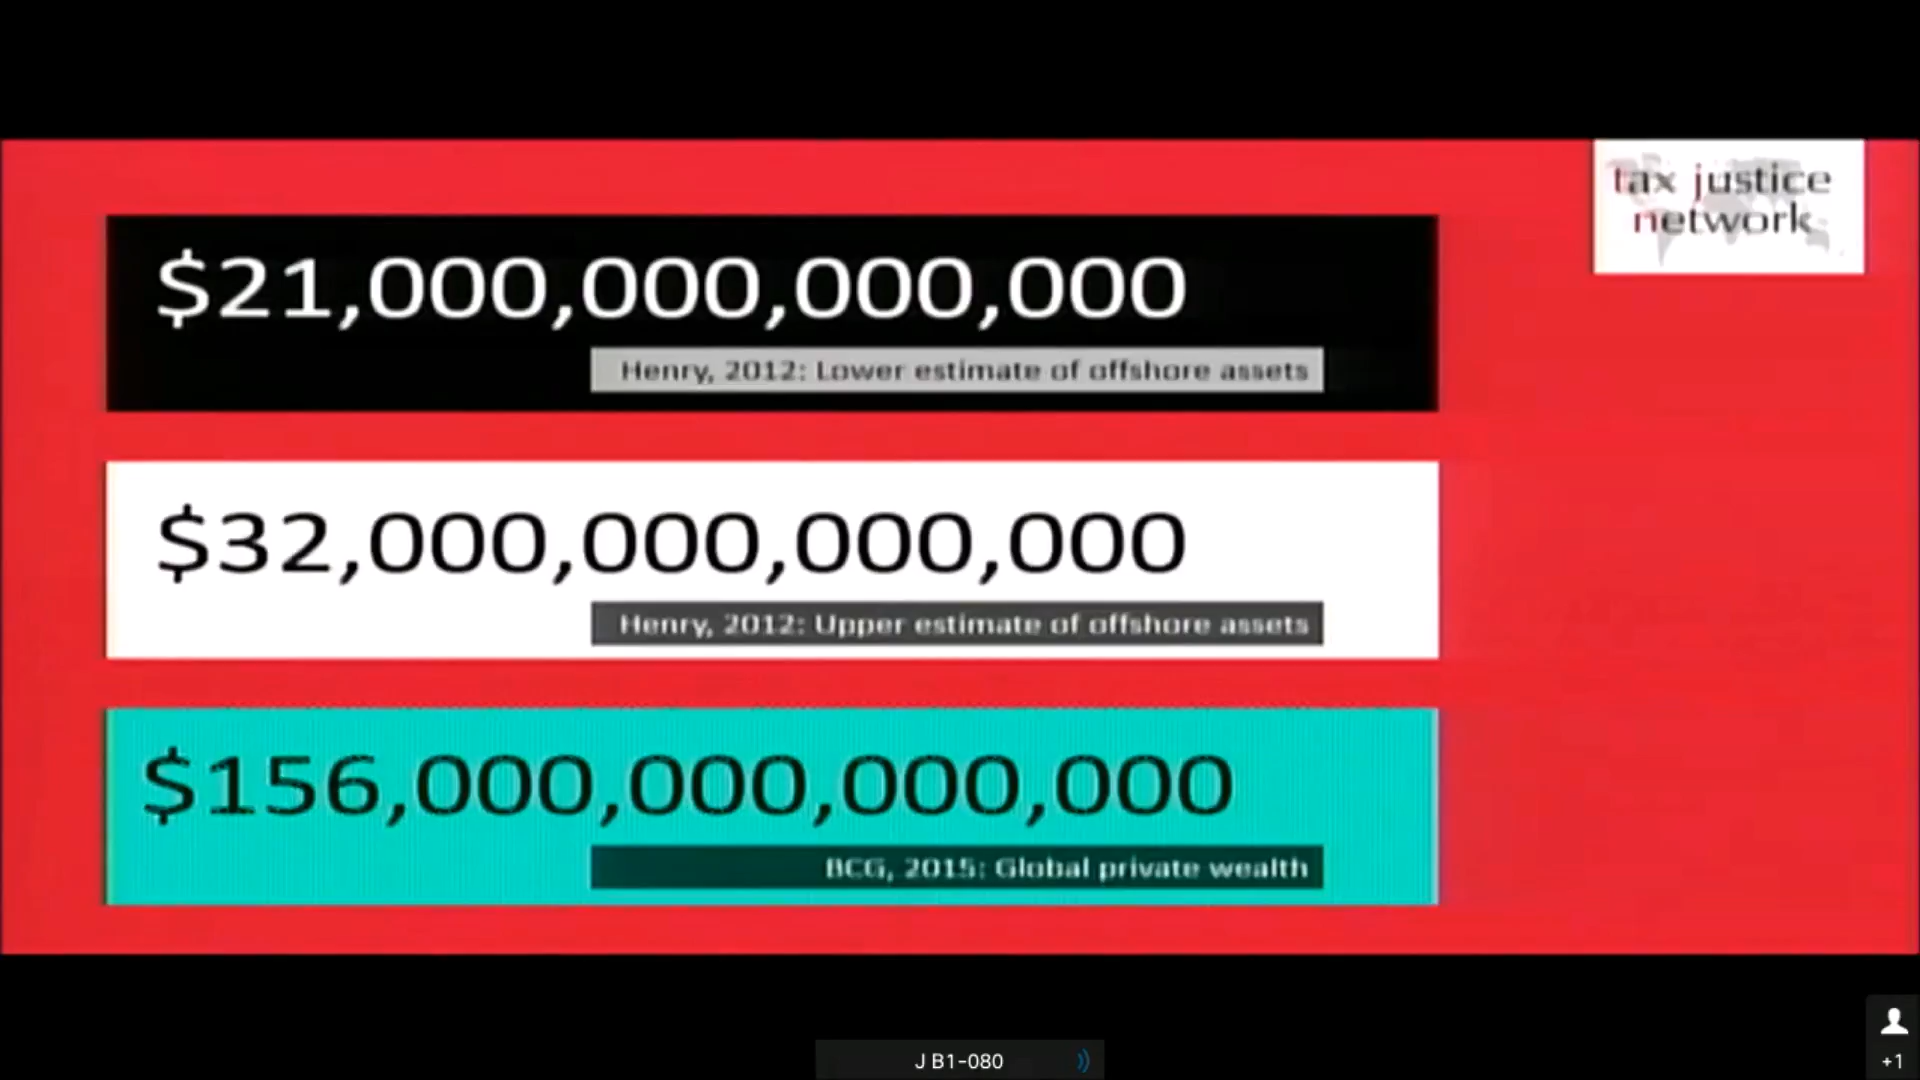 tax justice
network
$21,000,000,000,000
Henry, 2012: Lower estimate of offshore assets
$32,000,000,000,000
Henry, 2012: Upper estimate of offshore assets
$156,000,000,000,000
BCG, 2015: Global private wealth
J B1-080
+1